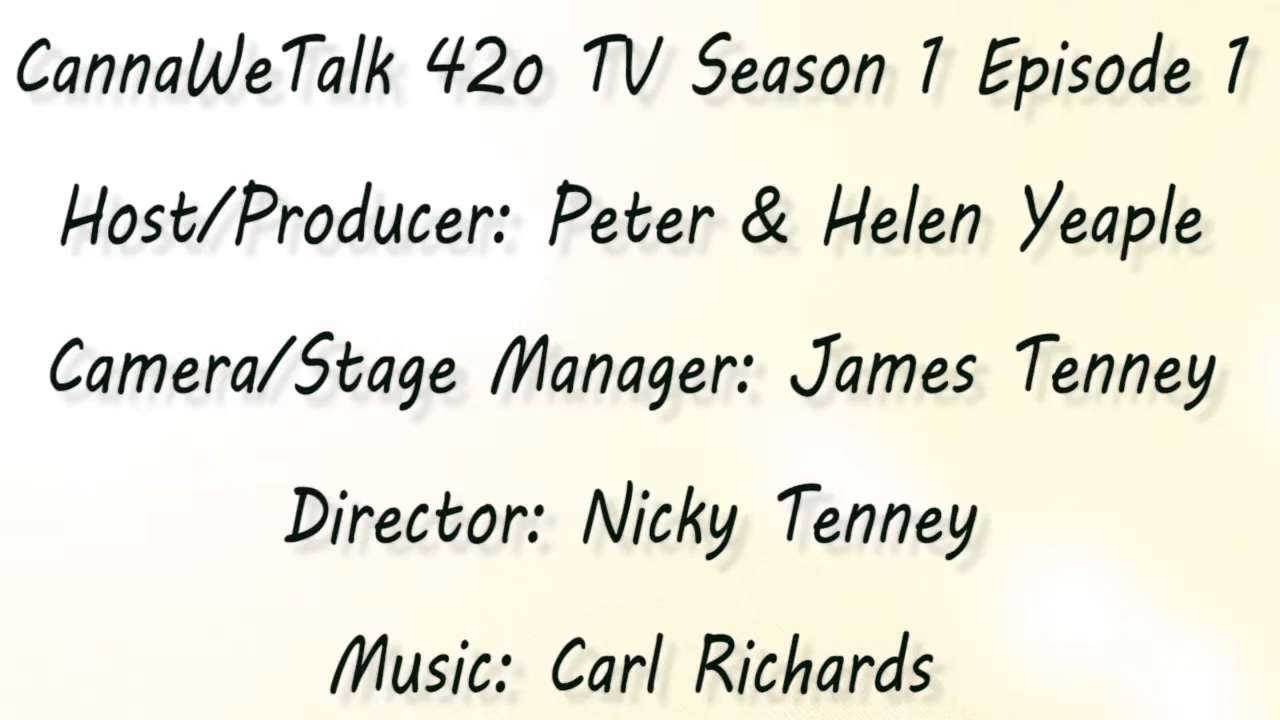 CannaWeTalk 42o TV Season 1 Episode 1
Host/Producer: Peter & Helen Yeaple
Camera/Stage Manager: James Tenney
Director: Nicky Tenney
Music: Carl Richards